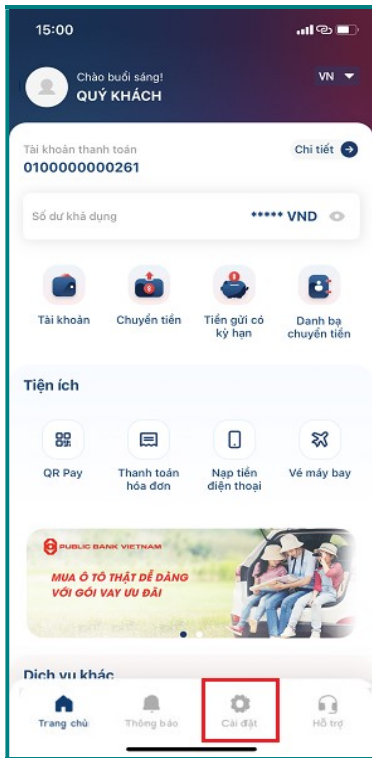 15:00
Chào buổi sáng!
QUÝ KHÁCH
VN
Tài khoản thanh toán
0100000000261
Chi tiết
Số dư khả dụng
***** VND
Tài khoản
Chuyển tiền
Tiền gửi có
kỳ hạn
Danh bạ
chuyển tiền
Tiện ích
QR Pay
Thanh toán
hóa đơn
Nạp tiền
điện thoại
Vé máy bay
PUBLIC BANK VIETNAM
MUA Ô TÔ THẬT DỄ DÀNG
VỚI GÓI VAY ƯU ĐÃI
Dịch vụ khác
Trang chủ
Thông báo
Cài đặt
Hỗ trợ